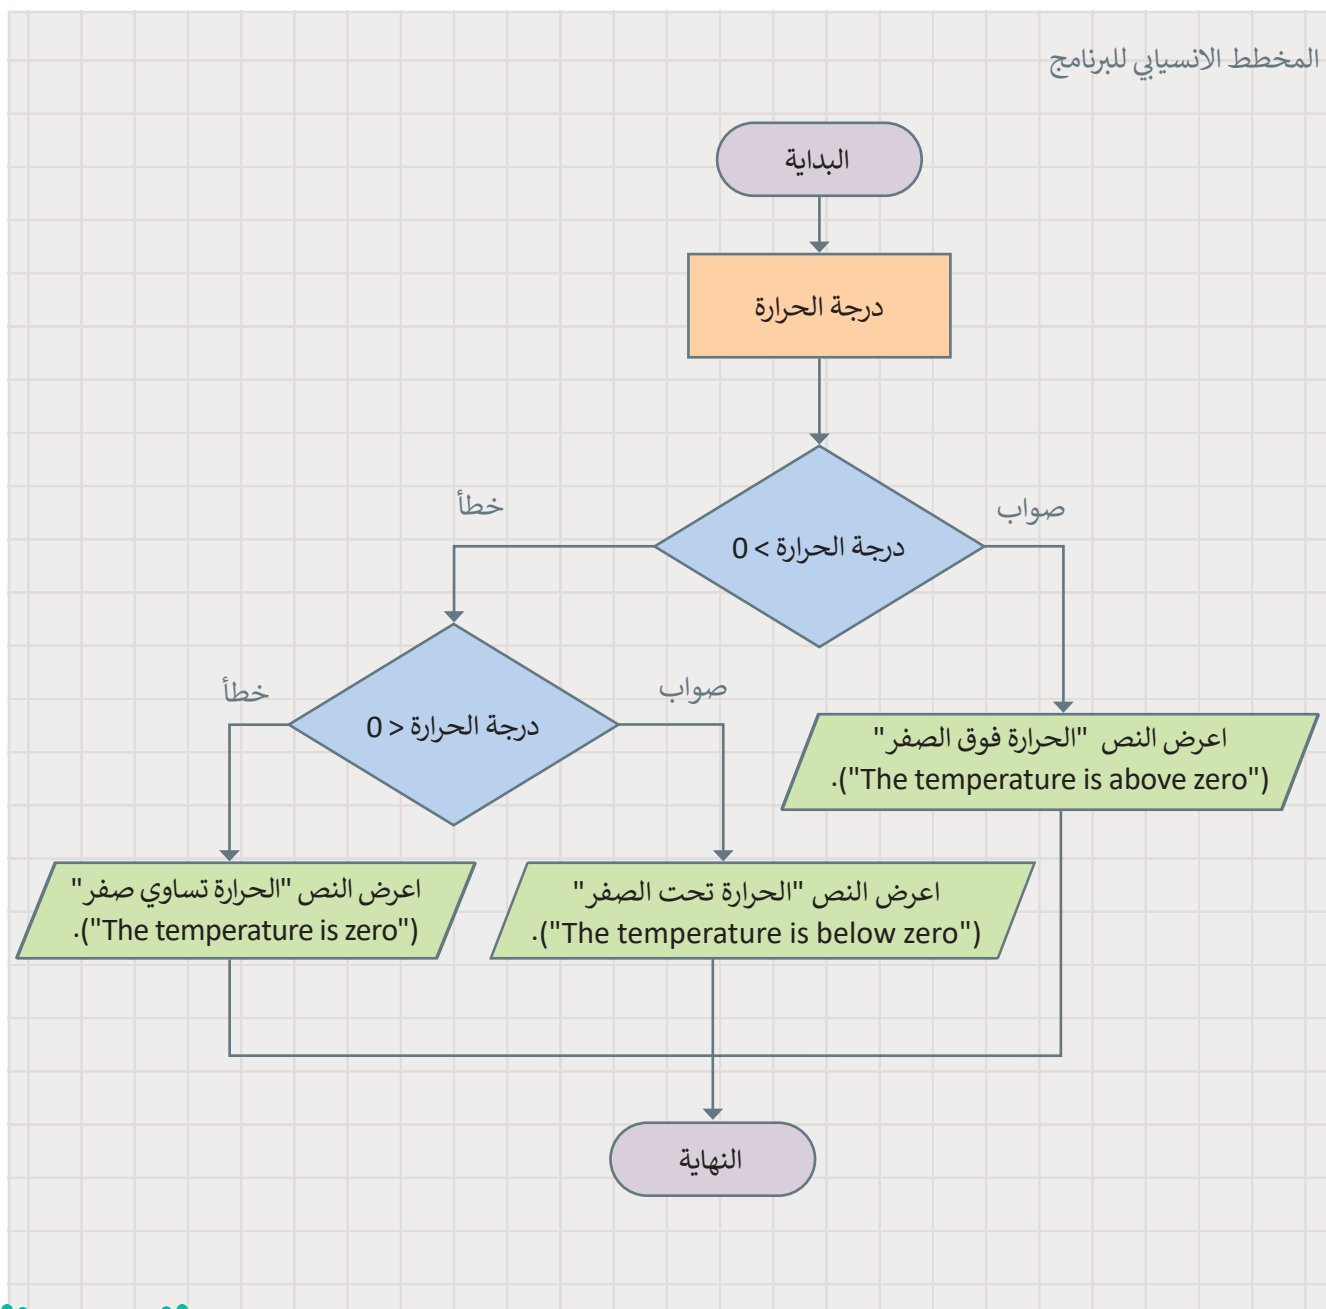 المخطط الانسيابي للبرنامج
البداية
درجة الحرارة
درجة الحرارة > 0
صواب
خطأ
درجة الحرارة < 0
صواب
خطأ
اعرض النص "الحرارة فوق الصفر"
("The temperature is above zero").
اعرض النص "الحرارة تحت الصفر"
("The temperature is below zero").
اعرض النص "الحرارة تساوي صفر"
("The temperature is zero").
النهاية